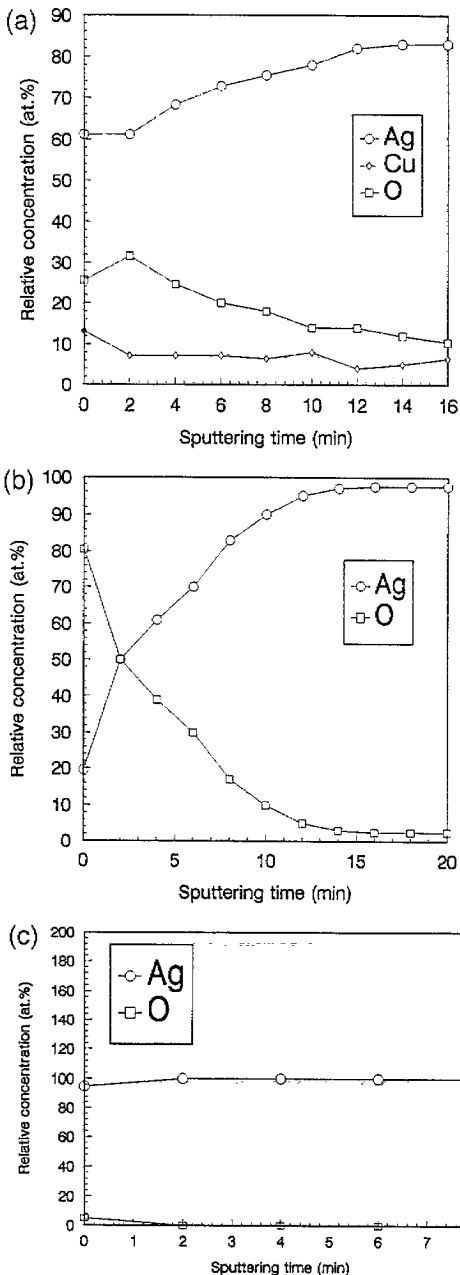 (a)
90
80
70
60
50
40
30
20
10
0
Relative concentration (at.%)
Ag
Cu
O
0 2 4 6 8 10 12 14 16
Sputtering time (min)
(b)
100
90
80
70
60
50
40
30
20
10
0
Relative concentration (at.%)
Ag
O
0 5 10 15 20
Sputtering time (min)
(c)
200
180
160
140
120
100
80
60
40
20
0
Relative concentration (at.%)
Ag
O
0 1 2 3 4 5 6 7
Sputtering time (min)